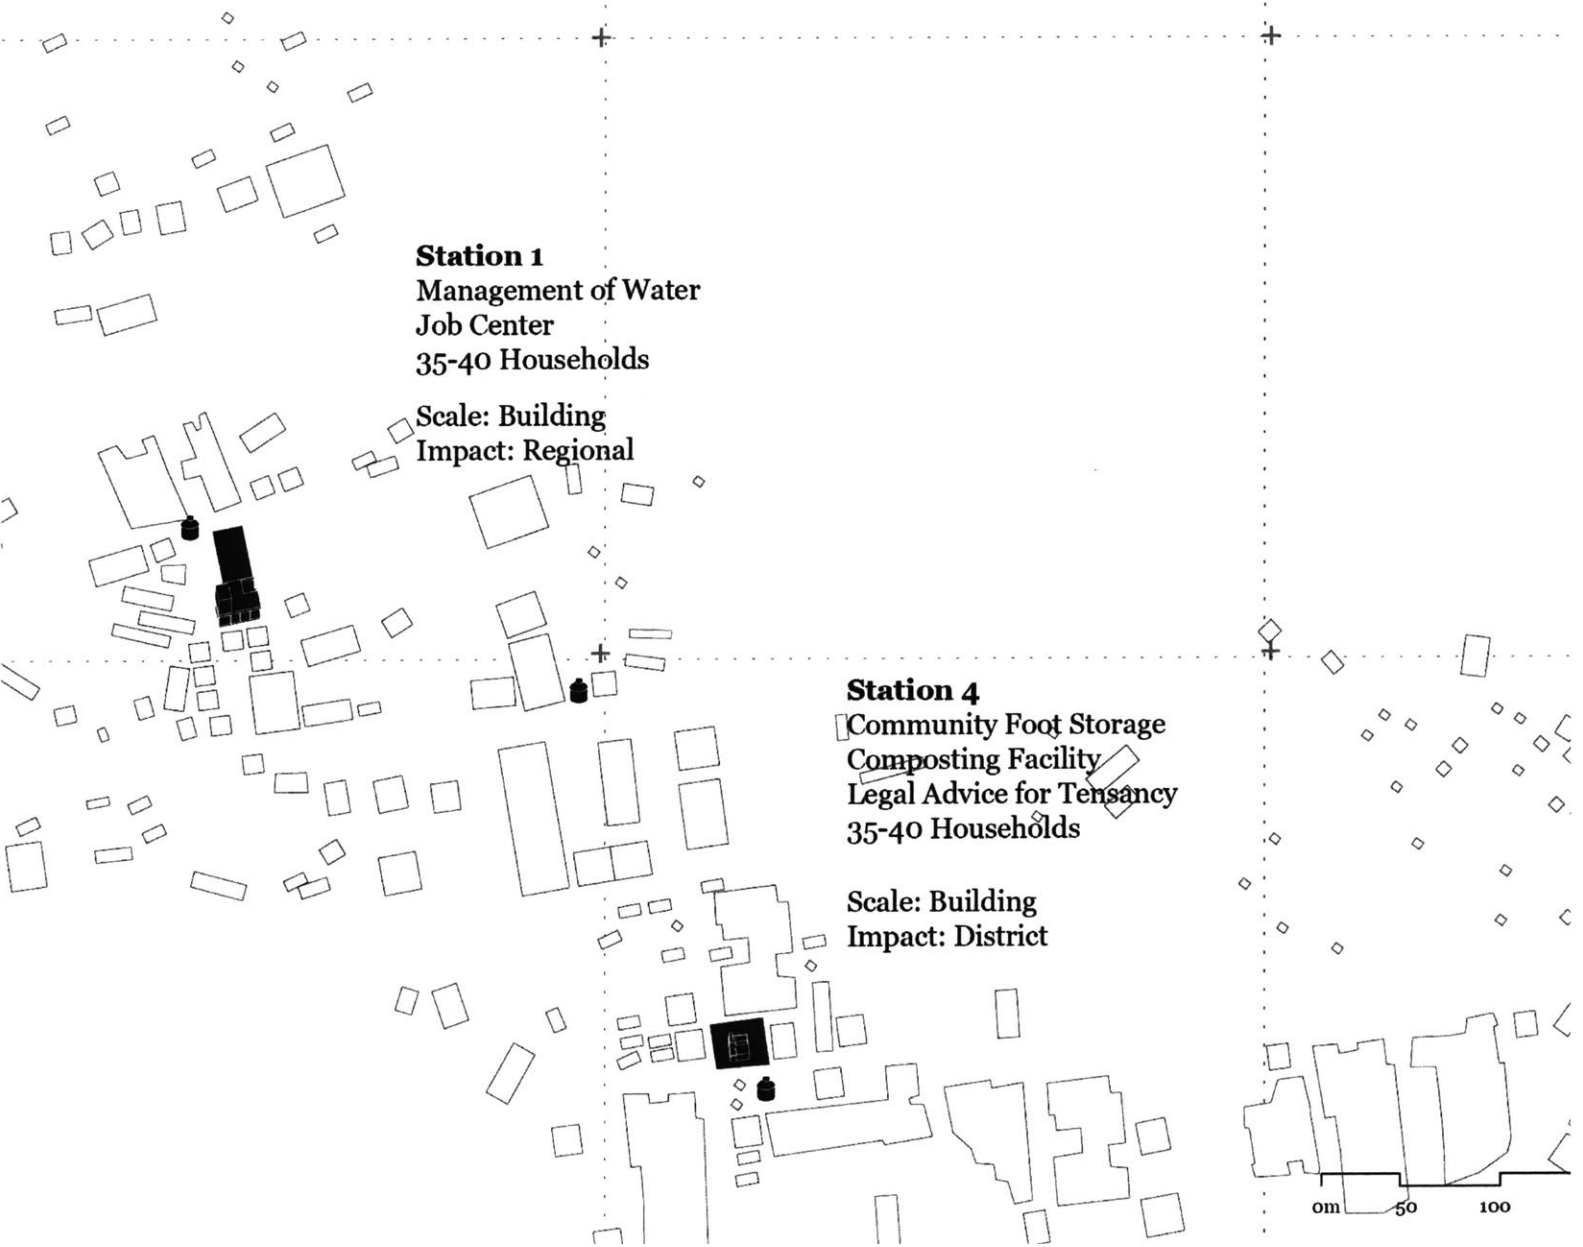 Station 1
Management of Water
Job Center
35-40 Households
Scale: Building
Impact: Regional
Station 4
Community Foot Storage
Composting Facility
Legal Advice for Tensancy
35-40 Households
Scale: Building
Impact: District
0m 50 100